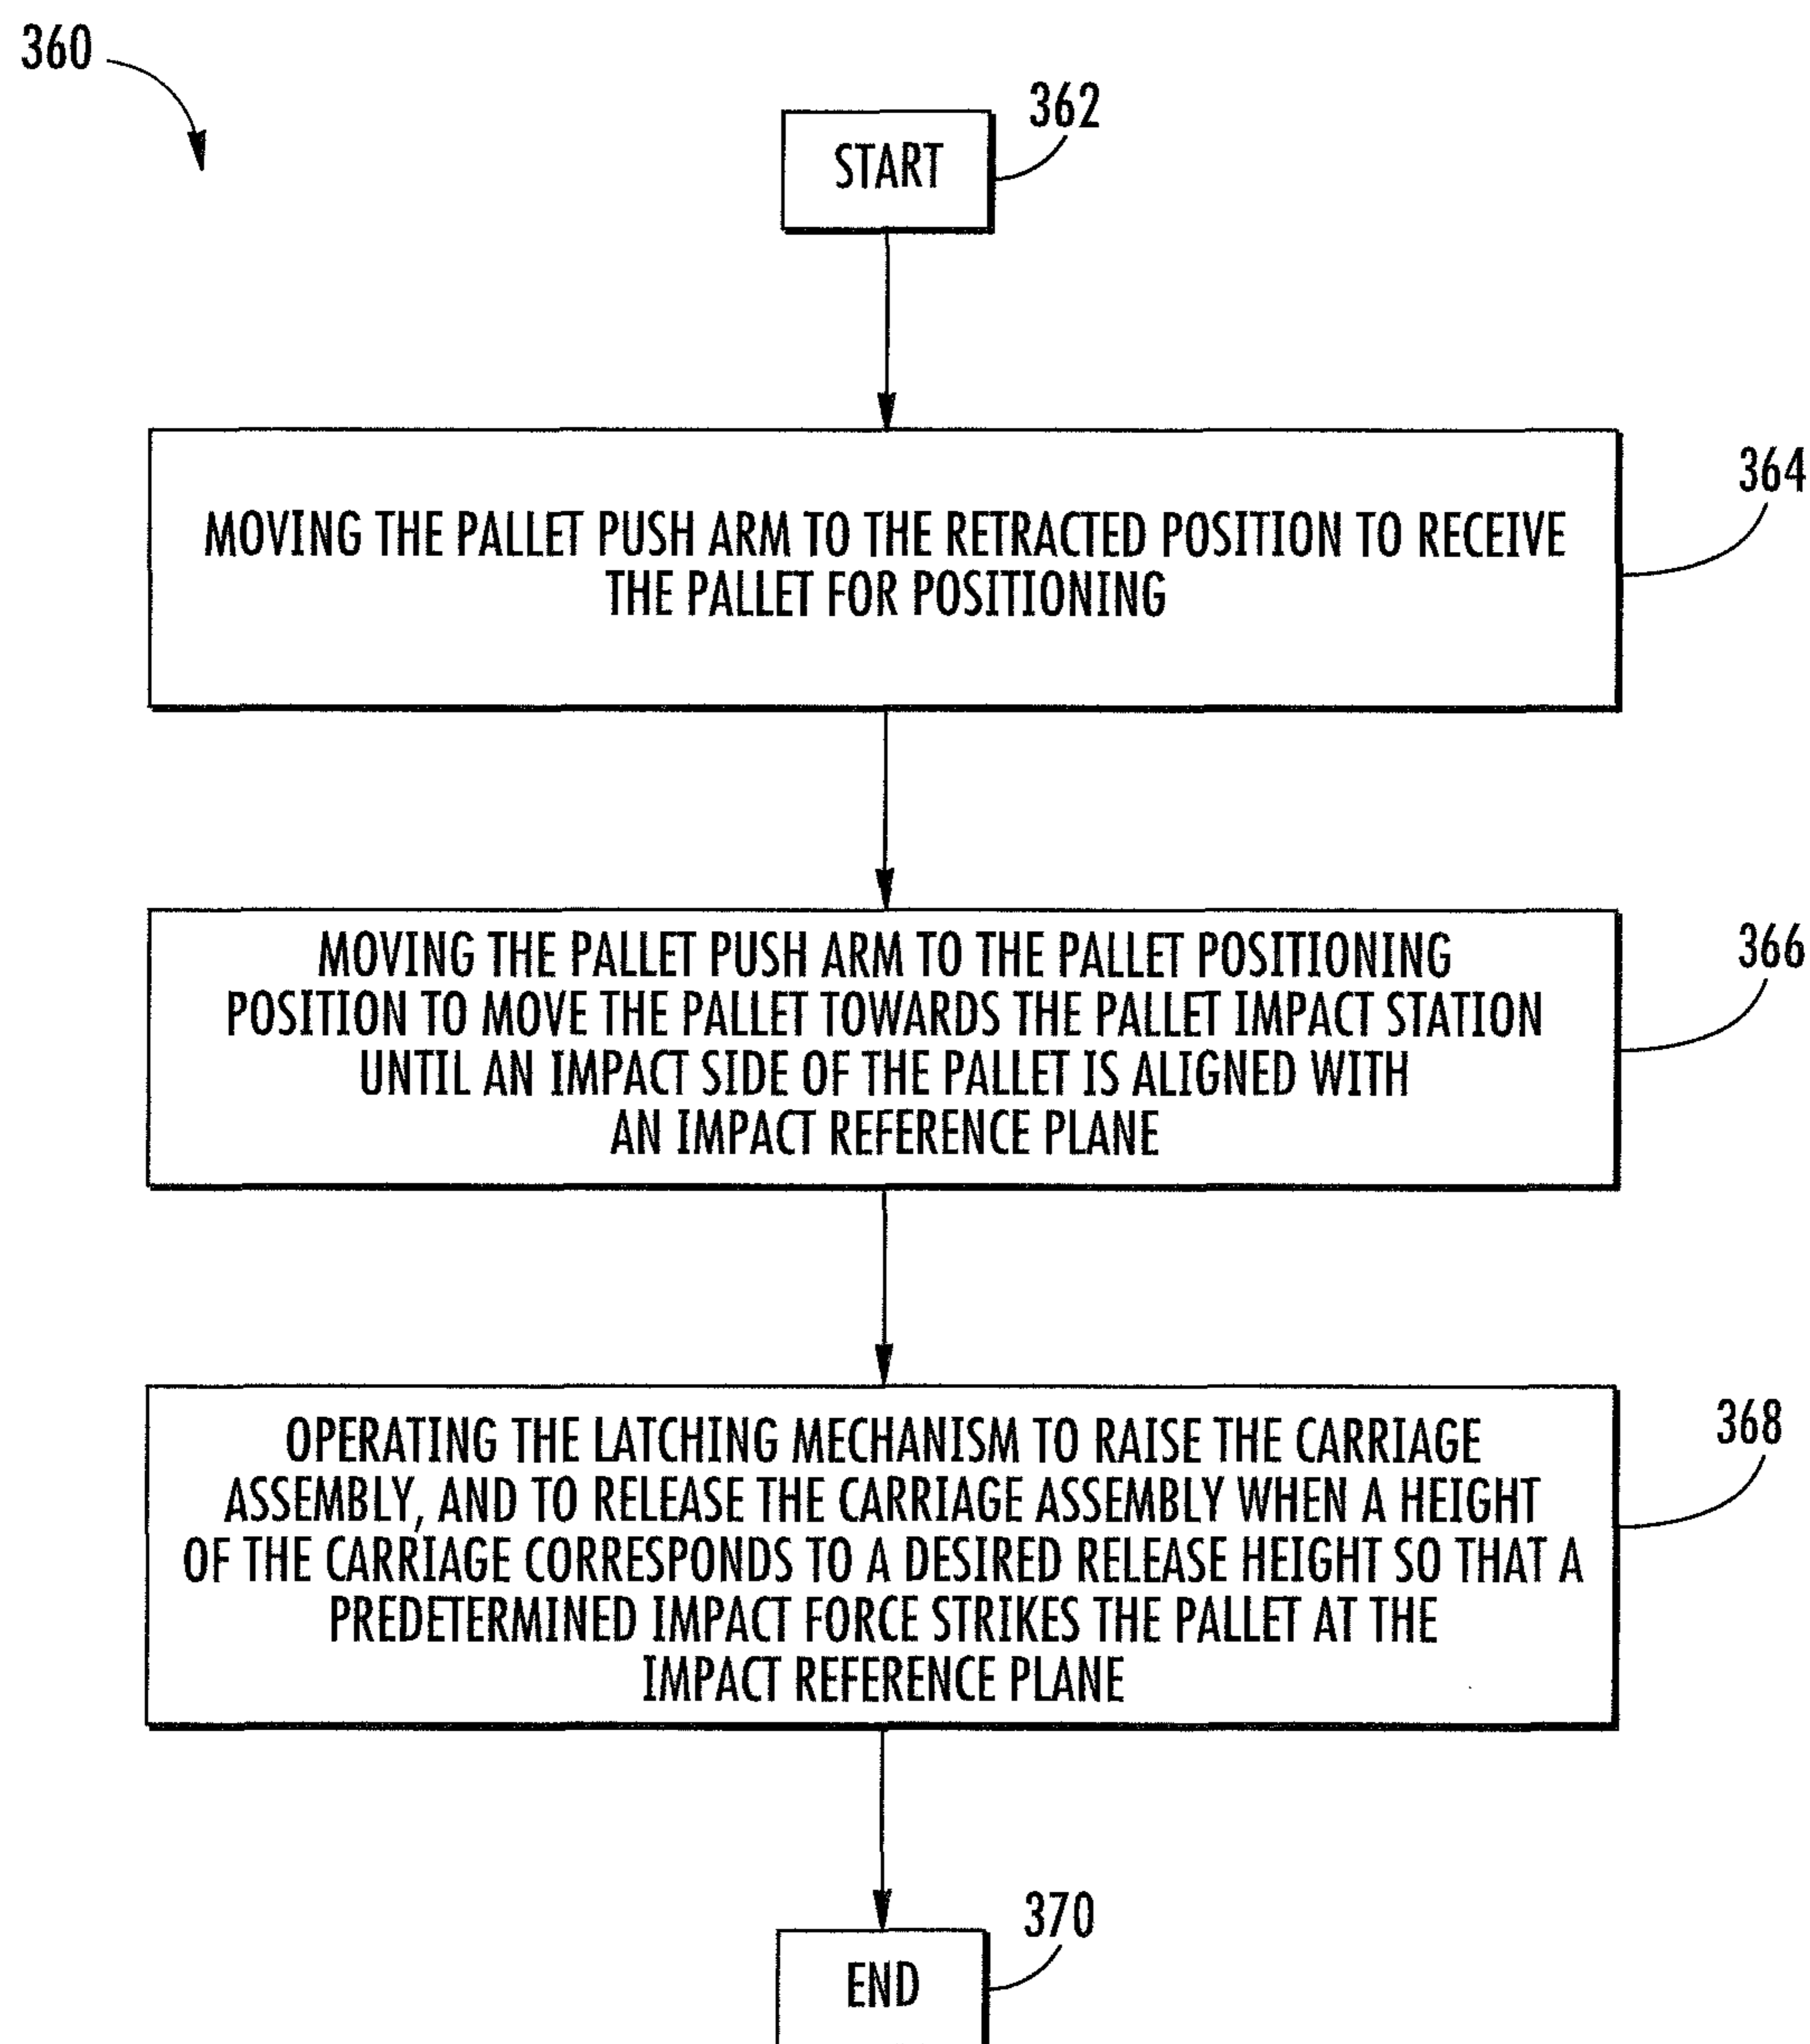 360
362
START
364
MOVING THE PALLET PUSH ARM TO THE RETRACTED POSITION TO RECEIVE
THE PALLET FOR POSITIONING
366
MOVING THE PALLET PUSH ARM TO THE PALLET POSITIONING
POSITION TO MOVE THE PALLET TOWARDS THE PALLET IMPACT STATION
UNTIL AN IMPACT SIDE OF THE PALLET IS ALIGNED WITH
AN IMPACT REFERENCE PLANE
368
OPERATING THE LATCHING MECHANISM TO RAISE THE CARRIAGE
ASSEMBLY, AND TO RELEASE THE CARRIAGE ASSEMBLY WHEN A HEIGHT
OF THE CARRIAGE CORRESPONDS TO A DESIRED RELEASE HEIGHT SO THAT A
PREDETERMINED IMPACT FORCE STRIKES THE PALLET AT THE
IMPACT REFERENCE PLANE
370
END